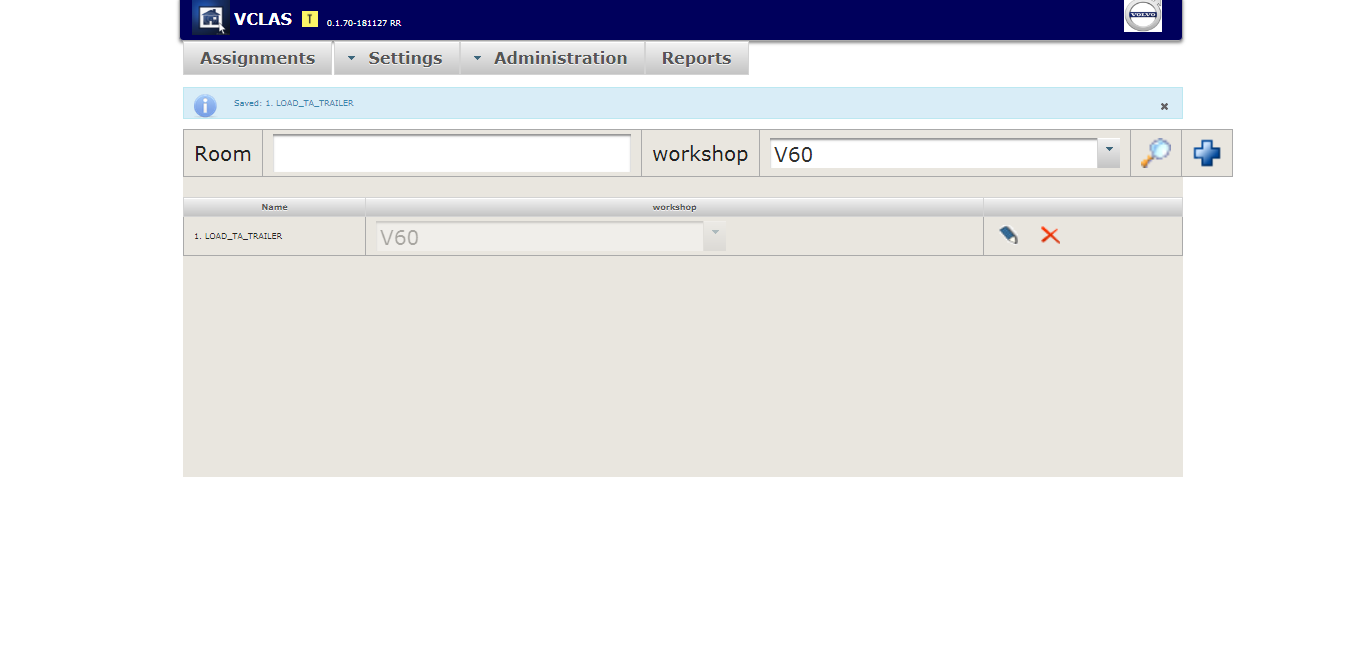 VCLAS T 0.1.70-181127 RR
VOLVO
Assignments Settings Administration Reports
Saved: 1. LOAD_TA_TRAILER
Room workshop V60
Name workshop
1. LOAD_TA_TRAILER V60